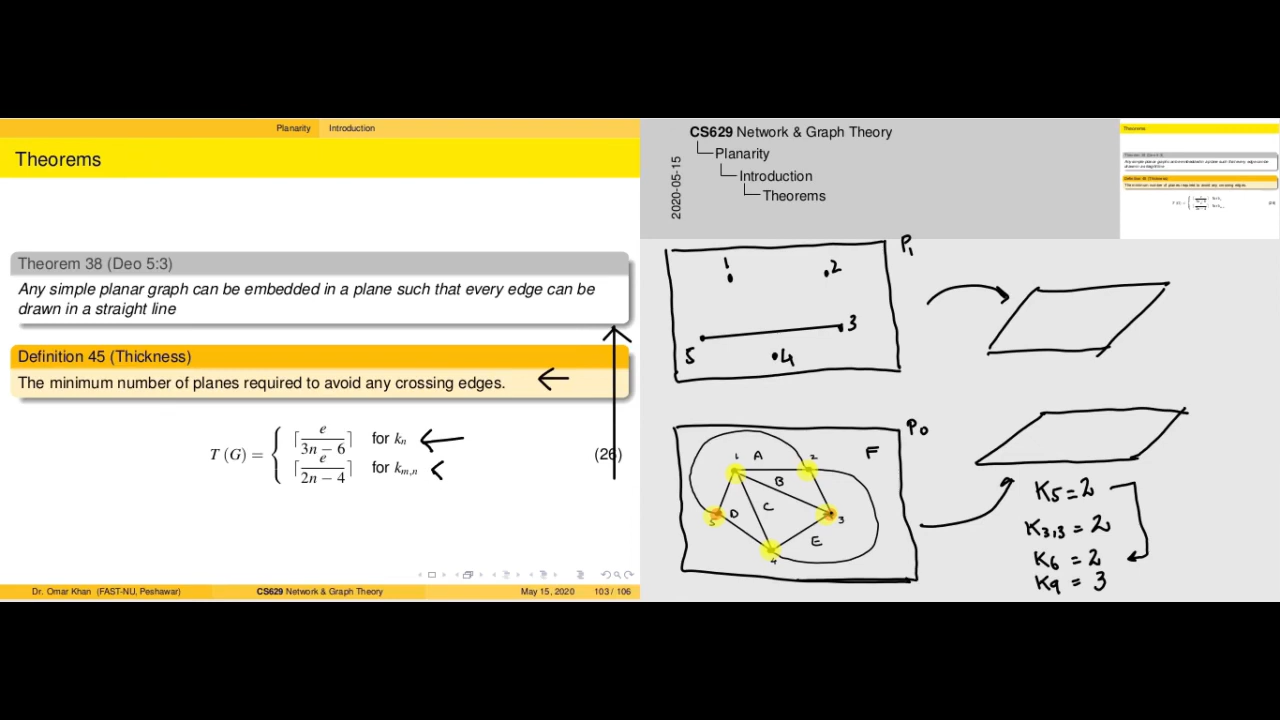 Planarity Introduction
Theorems
Theorem 38 (Deo 5:3)
Any simple planar graph can be embedded in a plane such that every edge can be
drawn in a straight line
Definition 45 (Thickness)
The minimum number of planes required to avoid any crossing edges.
T (G) = { ⌈e / 3n − 6⌉ for kn
⌈e / 2n − 4⌉ for km,n
(26)
Dr. Omar Khan (FAST-NU, Peshawar) CS629 Network & Graph Theory May 15, 2020 103 / 106
2020-05-15
CS629 Network & Graph Theory
Planarity
Introduction
Theorems
Theorems
P1
1 2
3
5 4
P0
1 A 2 F
B
C
5 D 3
E
4
K5 = 2
K3,3 = 2
K6 = 2
K9 = 3